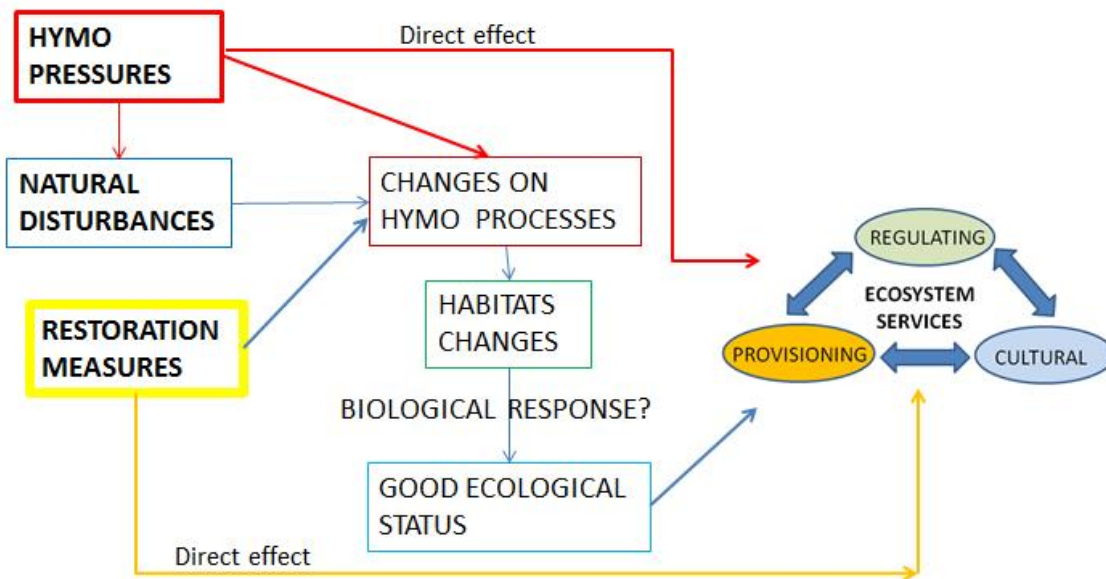 HYMO
PRESSURES
Direct effect
NATURAL
DISTURBANCES
CHANGES ON
HYMO PROCESSES
RESTORATION
MEASURES
HABITATS
CHANGES
BIOLOGICAL RESPONSE?
GOOD ECOLOGICAL
STATUS
Direct effect
REGULATING
ECOSYSTEM
SERVICES
PROVISIONING
CULTURAL